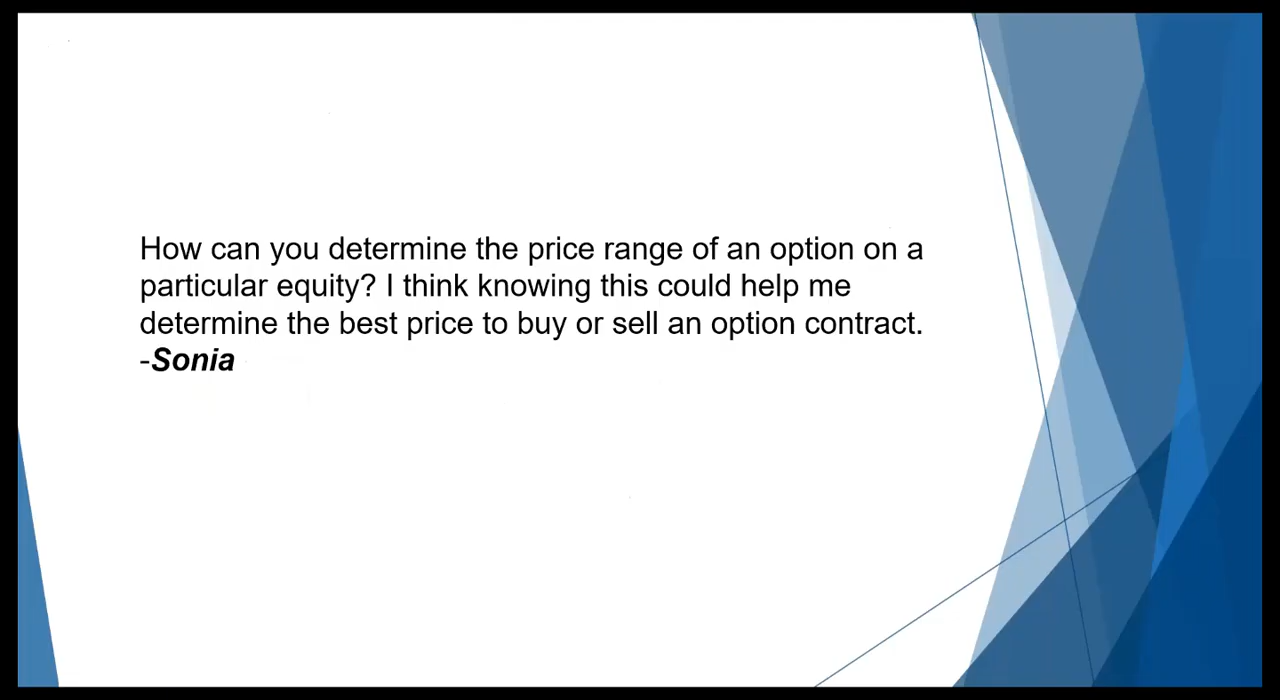 How can you determine the price range of an option on a
particular equity? I think knowing this could help me
determine the best price to buy or sell an option contract.
-Sonia